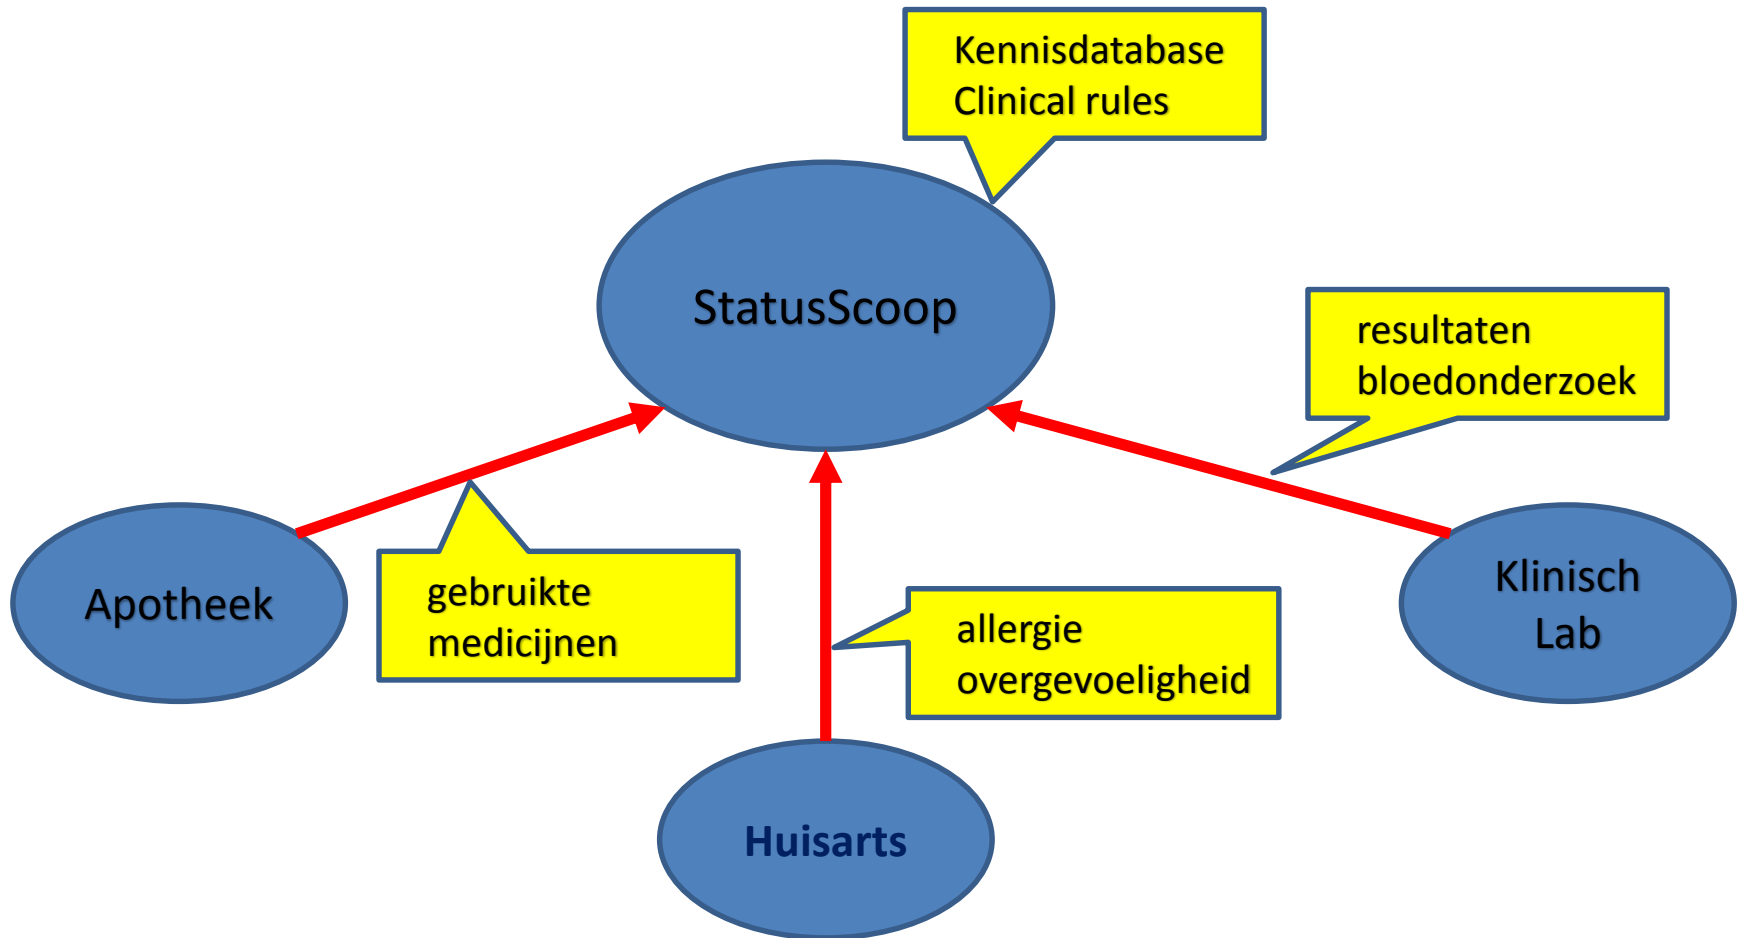 Kennisdatabase
Clinical rules
StatusScoop
resultaten
bloedonderzoek
Apotheek
gebruikte
medicijnen
allergie
overgevoeligheid
Klinisch
Lab
Huisarts